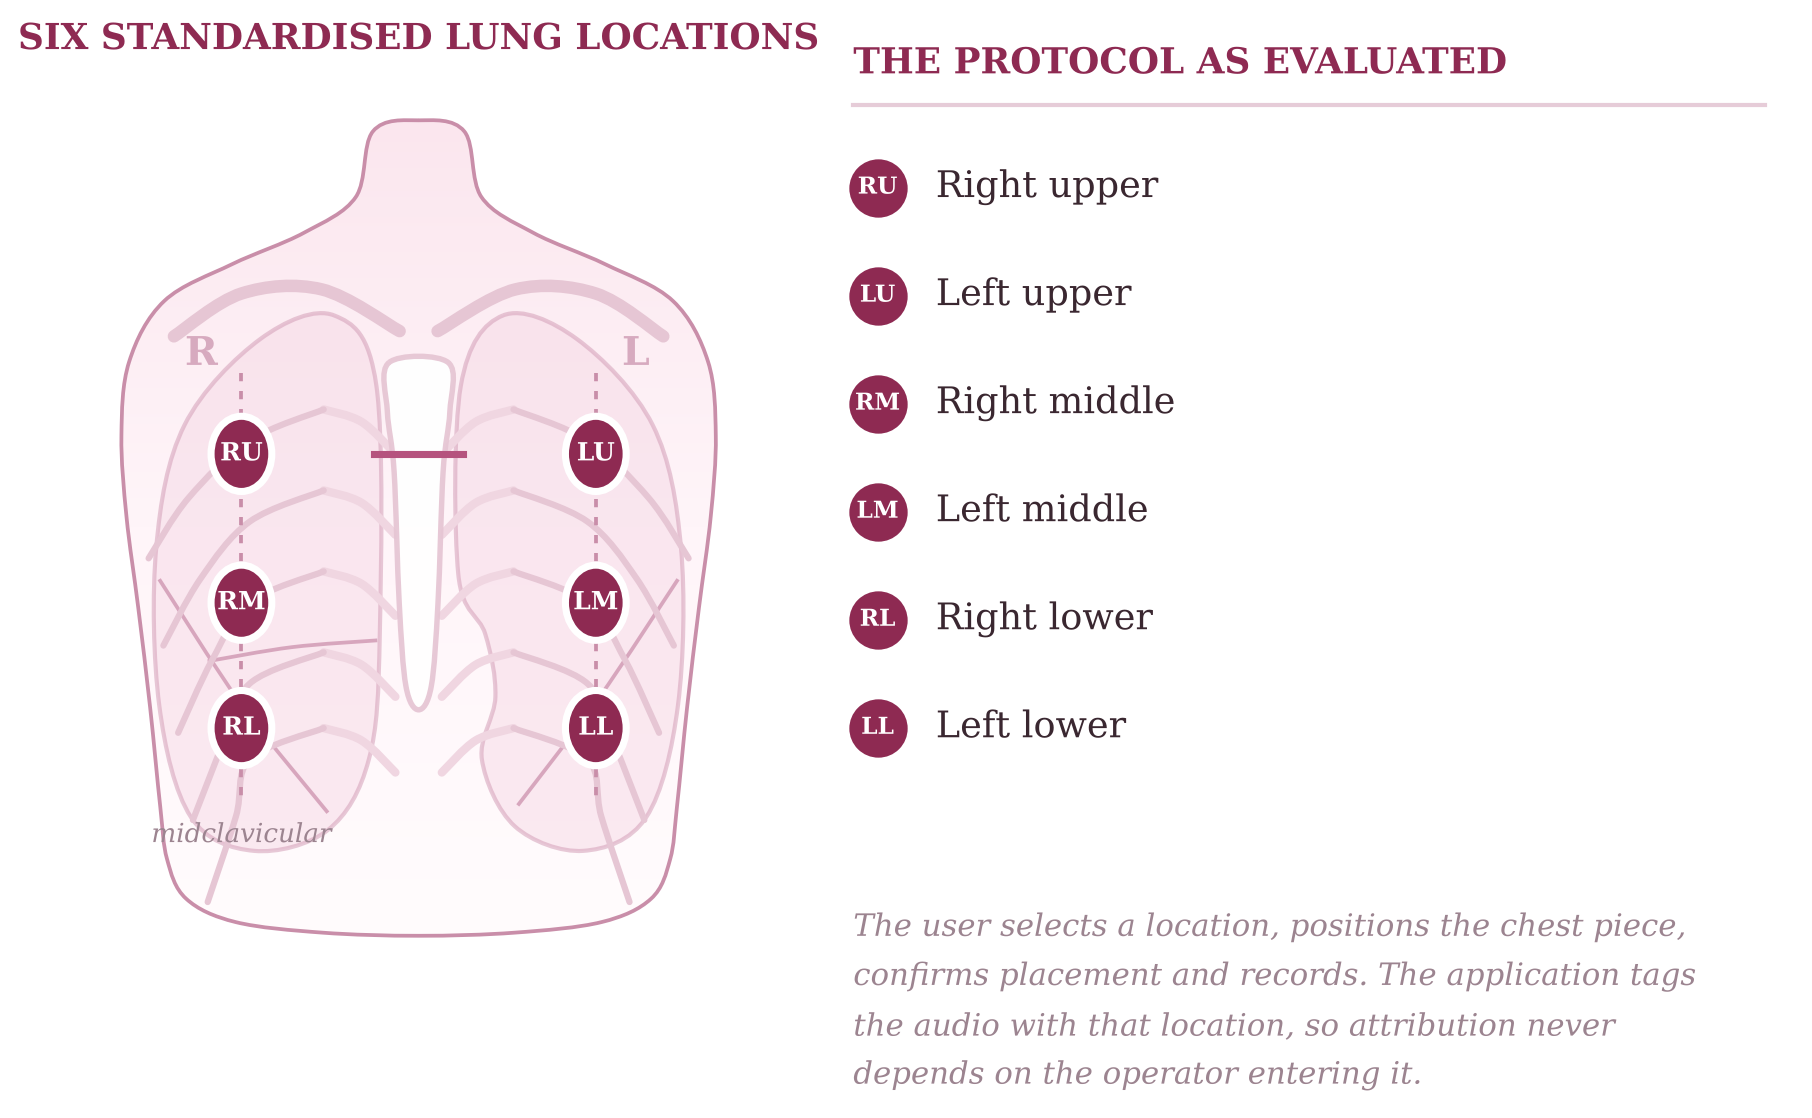 SIX STANDARDISED LUNG LOCATIONS
R
L
RU
LU
RM
LM
RL
LL
midclavicular
THE PROTOCOL AS EVALUATED
RU Right upper
LU Left upper
RM Right middle
LM Left middle
RL Right lower
LL Left lower
The user selects a location, positions the chest piece,
confirms placement and records. The application tags
the audio with that location, so attribution never
depends on the operator entering it.